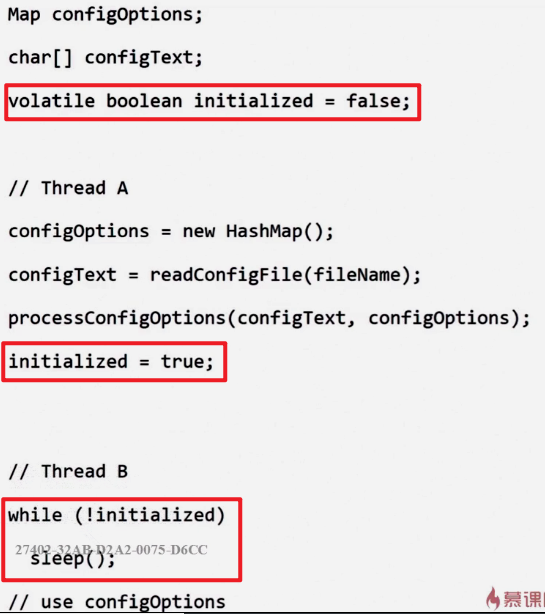 Map configOptions;
char[] configText;
volatile boolean initialized = false;
// Thread A
configOptions = new HashMap();
configText = readConfigFile(fileName);
processConfigOptions(configText, configOptions);
initialized = true;
// Thread B
while (!initialized)
27402-32AB-D2A2-0075-D6CC
sleep();
// use configOptions
慕课